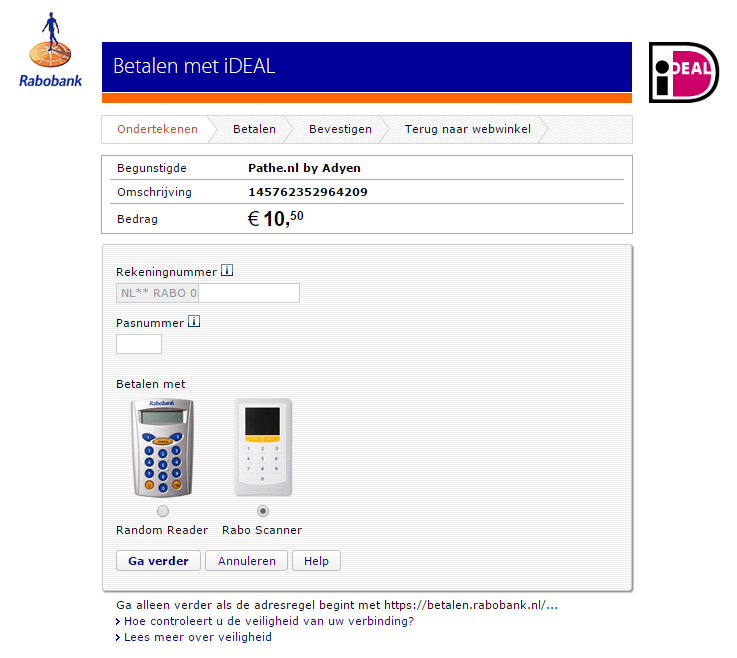 Rabobank
Betalen met iDEAL
iDEAL
Ondertekenen Betalen Bevestigen Terug naar webwinkel
Begunstigde Pathe.nl by Adyen
Omschrijving 145762352964209
Bedrag € 10,50
Rekeningnummer i
NL** RABO 0
Pasnummer i
Betalen met
Rabobank
Random Reader Rabo Scanner
Ga verder Annuleren Help
Ga alleen verder als de adresregel begint met https://betalen.rabobank.nl/...
Hoe controleert u de veiligheid van uw verbinding?
Lees meer over veiligheid